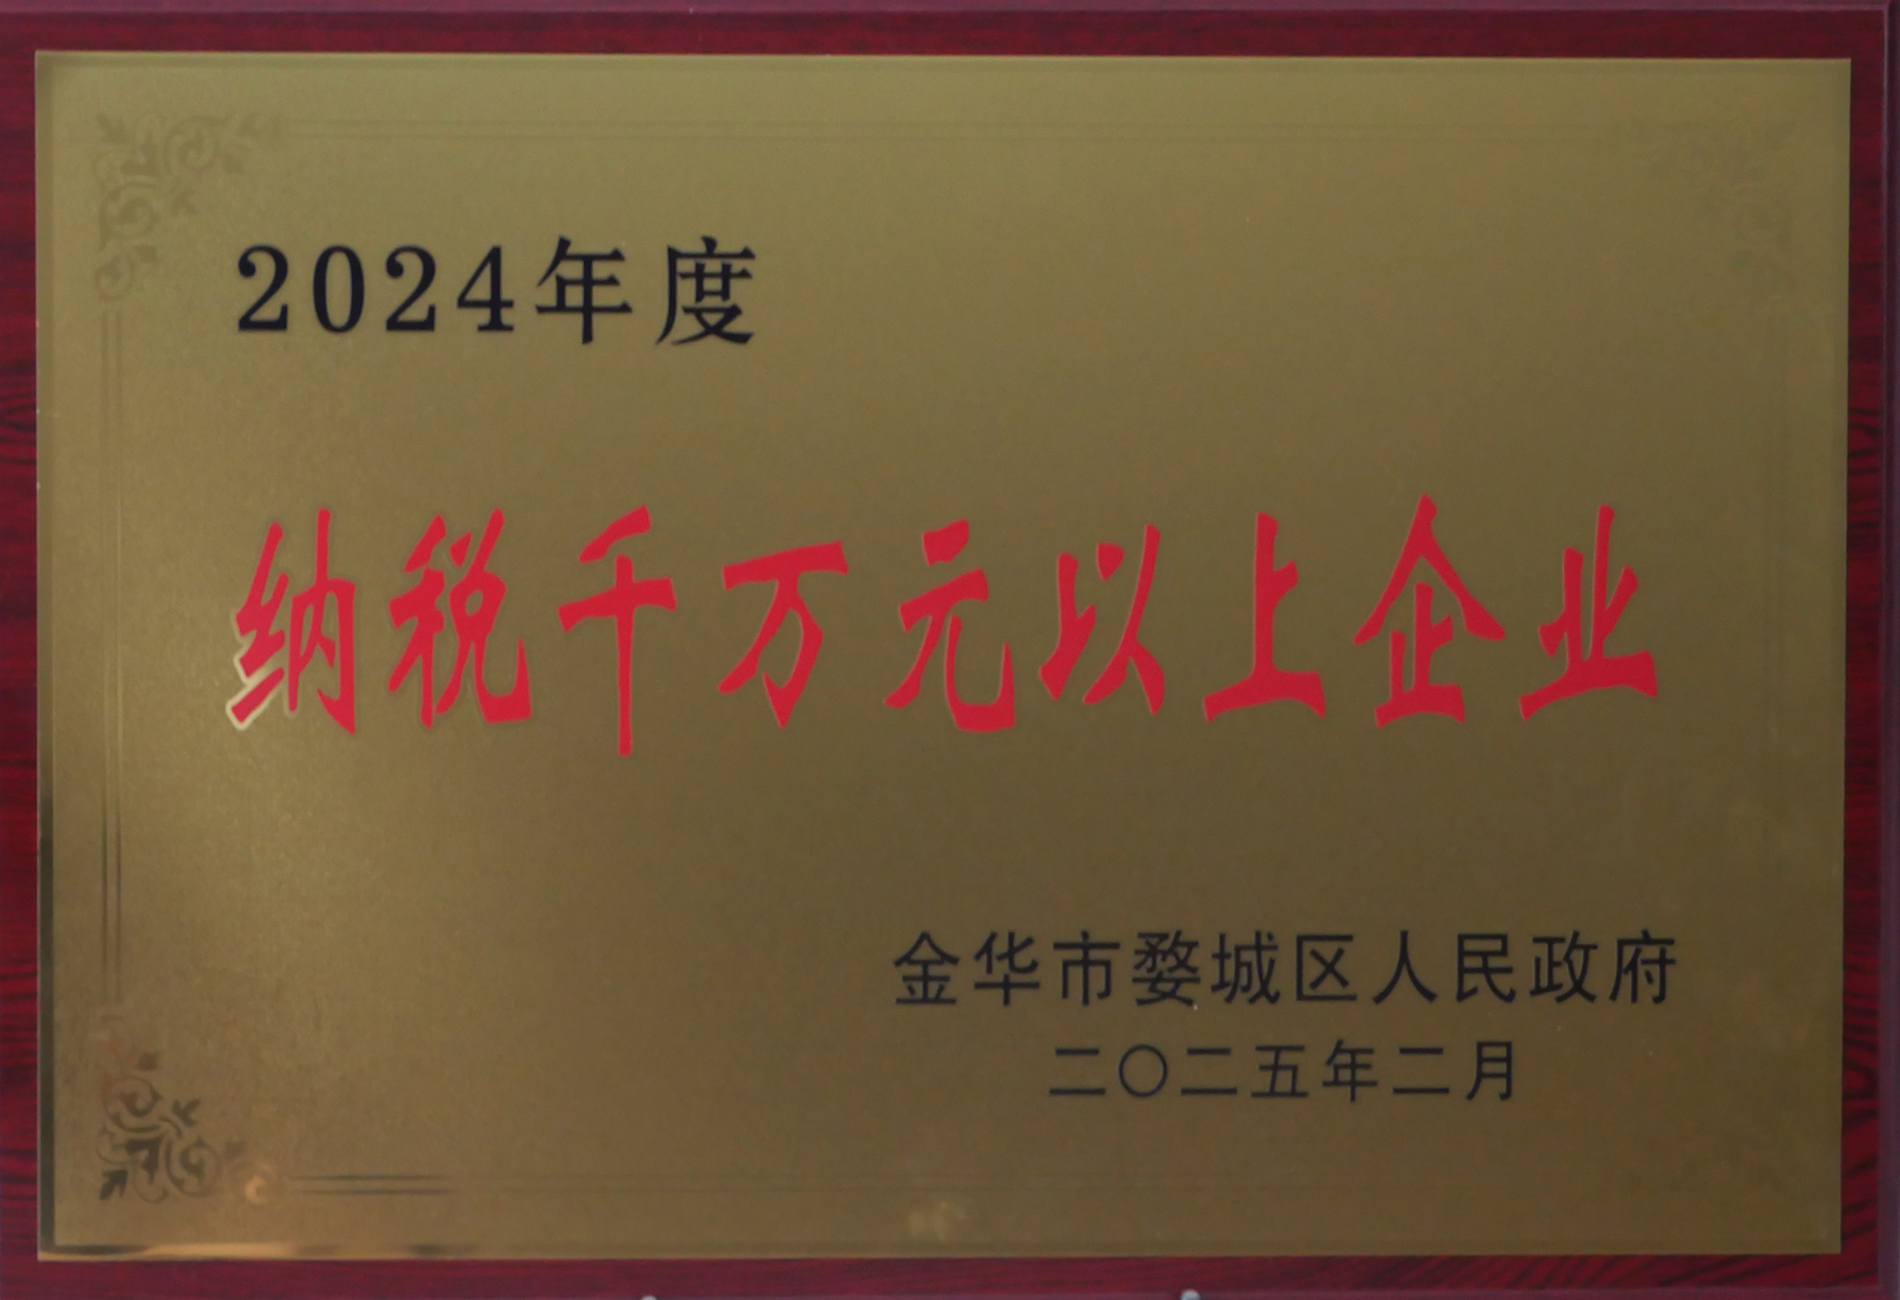 2024年度
纳税千万元以上企业
金华市婺城区人民政府
二〇二五年二月